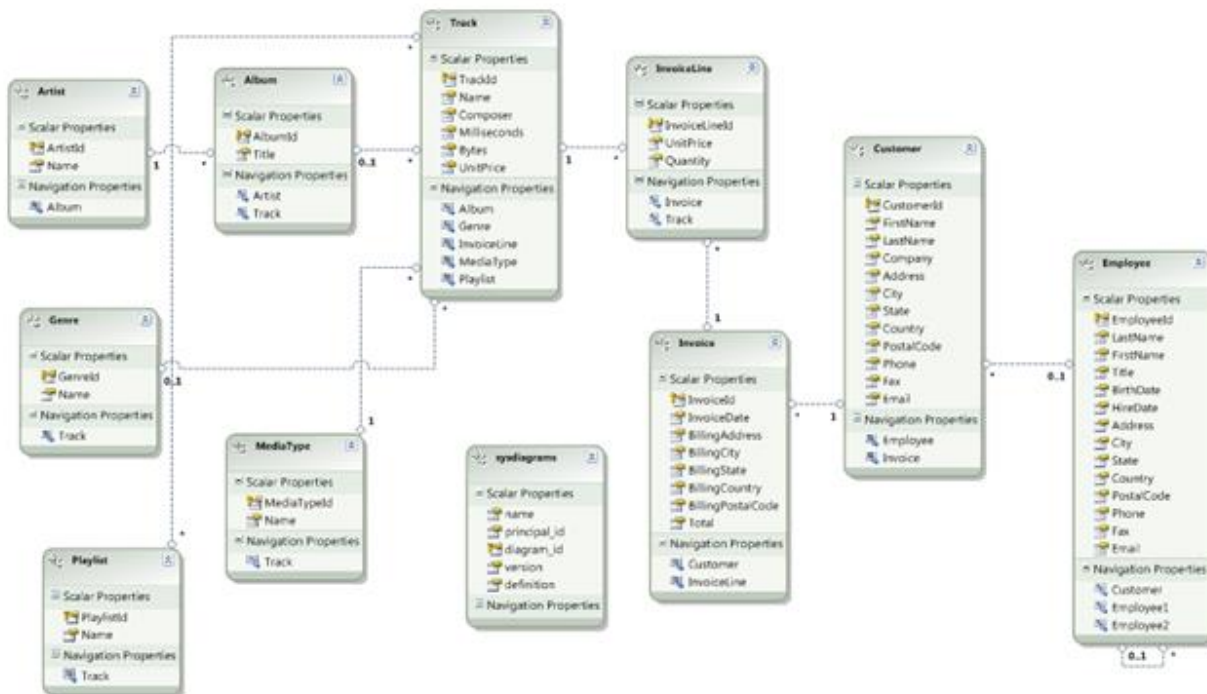 Artist
Scalar Properties
ArtistId
Name
Navigation Properties
Album
1
*
Album
Scalar Properties
AlbumId
Title
Navigation Properties
Artist
Track
0..1
*
Track
Scalar Properties
TrackId
Name
Composer
Milliseconds
Bytes
UnitPrice
Navigation Properties
Album
Genre
InvoiceLine
MediaType
Playlist
*
*
*
1
*
InvoiceLine
Scalar Properties
InvoiceLineId
UnitPrice
Quantity
Navigation Properties
Invoice
Track
*
1
Customer
Scalar Properties
CustomerId
FirstName
LastName
Company
Address
City
State
Country
PostalCode
Phone
Fax
Email
Navigation Properties
Employee
Invoice
*
0..1
Employee
Scalar Properties
EmployeeId
LastName
FirstName
Title
BirthDate
HireDate
Address
City
State
Country
PostalCode
Phone
Fax
Email
Navigation Properties
Customer
Employee1
Employee2
0..1
*
Genre
Scalar Properties
GenreId
Name
Navigation Properties
Track
0..1
MediaType
Scalar Properties
MediaTypeId
Name
Navigation Properties
Track
1
sysdiagrams
Scalar Properties
name
principal_id
diagram_id
version
definition
Navigation Properties
Invoice
Scalar Properties
InvoiceId
InvoiceDate
BillingAddress
BillingCity
BillingState
BillingCountry
BillingPostalCode
Total
Navigation Properties
Customer
InvoiceLine
*
1
Playlist
Scalar Properties
PlaylistId
Name
Navigation Properties
Track
*